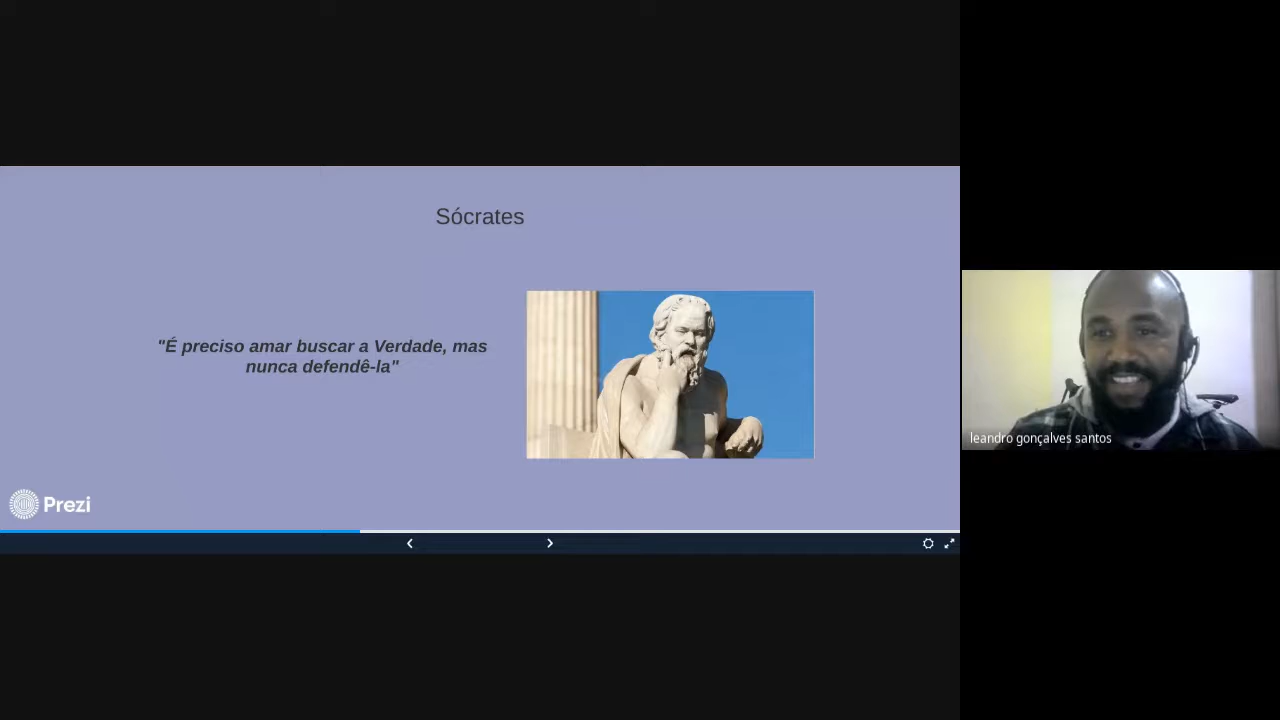 Sócrates
"É preciso amar buscar a Verdade, mas
nunca defendê-la"
Prezi
leandro gonçalves santos